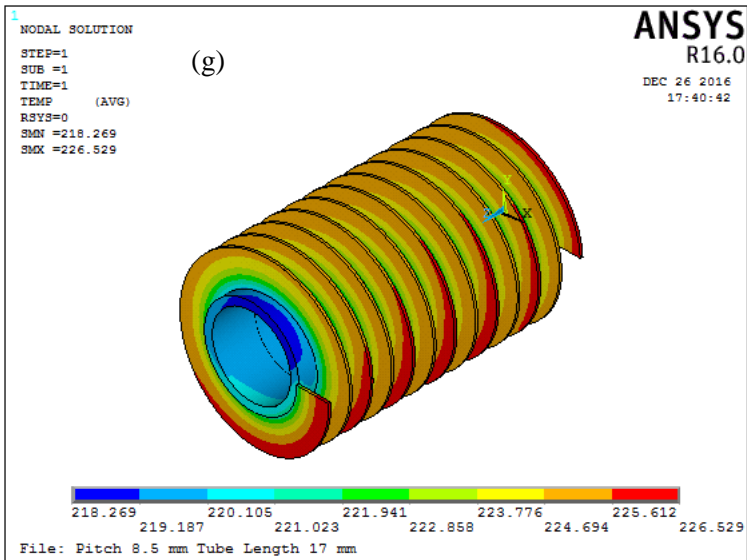 1
NODAL SOLUTION
STEP=1
SUB =1
TIME=1
TEMP (AVG)
RSYS=0
SMN =218.269
SMX =226.529
(g)
ANSYS
R16.0
DEC 26 2016
17:40:42
Y
Z
X
218.269 220.105 221.941 223.776 225.612
219.187 221.023 222.858 224.694 226.529
File: Pitch 8.5 mm Tube Length 17 mm